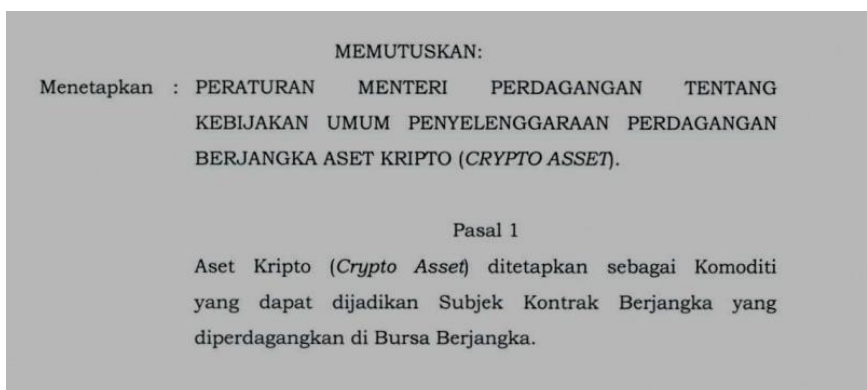 MEMUTUSKAN:
Menetapkan : PERATURAN MENTERI PERDAGANGAN TENTANG
KEBIJAKAN UMUM PENYELENGGARAAN PERDAGANGAN
BERJANGKA ASET KRIPTO (CRYPTO ASSET).
Pasal 1
Aset Kripto (Crypto Asset) ditetapkan sebagai Komoditi
yang dapat dijadikan Subjek Kontrak Berjangka yang
diperdagangkan di Bursa Berjangka.